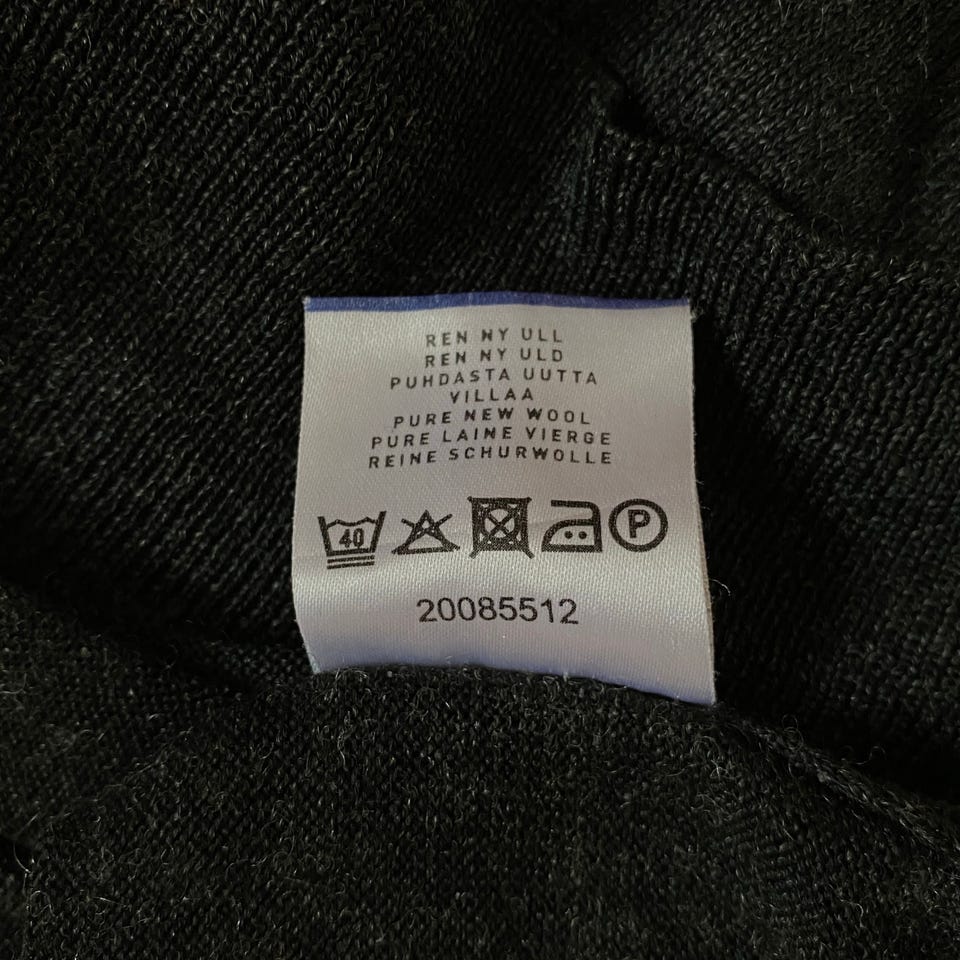 REN NY ULL
REN NY ULD
PUHDASTA UUTTA
VILLAA
PURE NEW WOOL
PURE LAINE VIERGE
REINE SCHURWOLLE
40 P
20085512